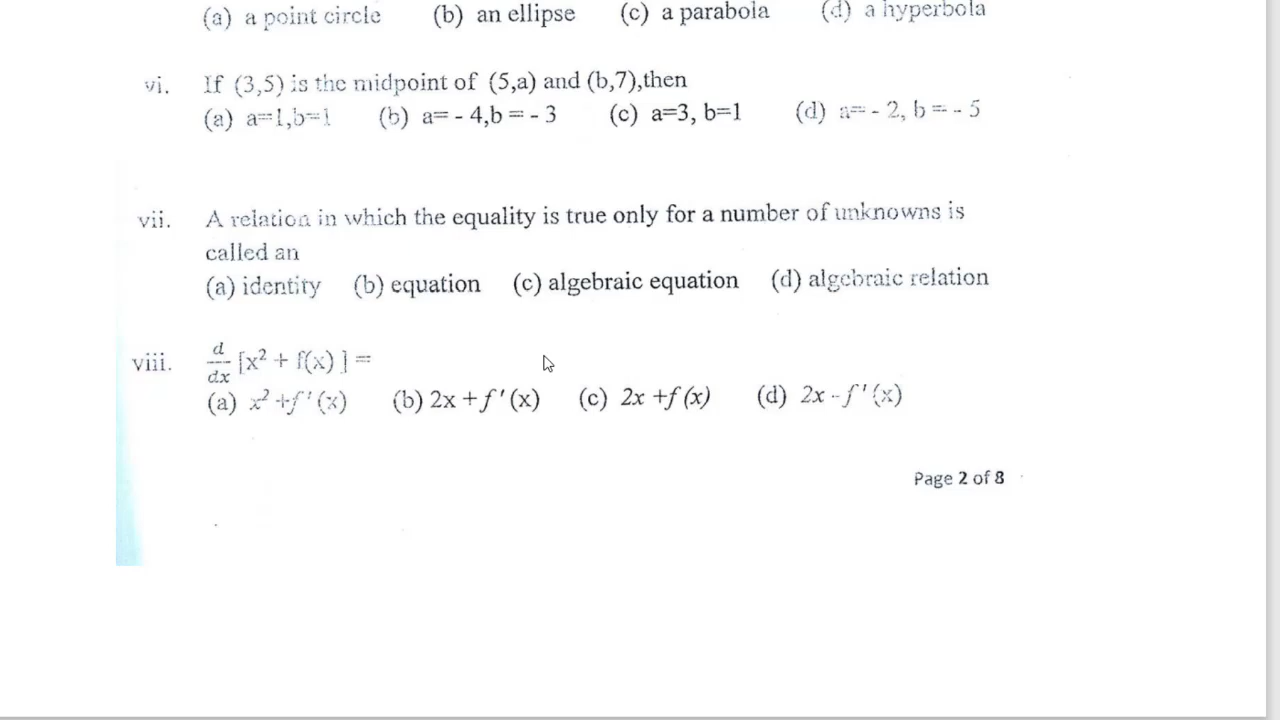 (a) a point circle (b) an ellipse (c) a parabola (d) a hyperbola
vi. If (3,5) is the midpoint of (5,a) and (b,7),then
(a) a=1,b=1 (b) a= - 4,b = - 3 (c) a=3, b=1 (d) a= - 2, b = - 5
vii. A relation in which the equality is true only for a number of unknowns is
called an
(a) identity (b) equation (c) algebraic equation (d) algebraic relation
viii. d/dx [x² + f(x) ] =
(a) x² +f ' (x) (b) 2x + f ' (x) (c) 2x +f (x) (d) 2x - f ' (x)
Page 2 of 8